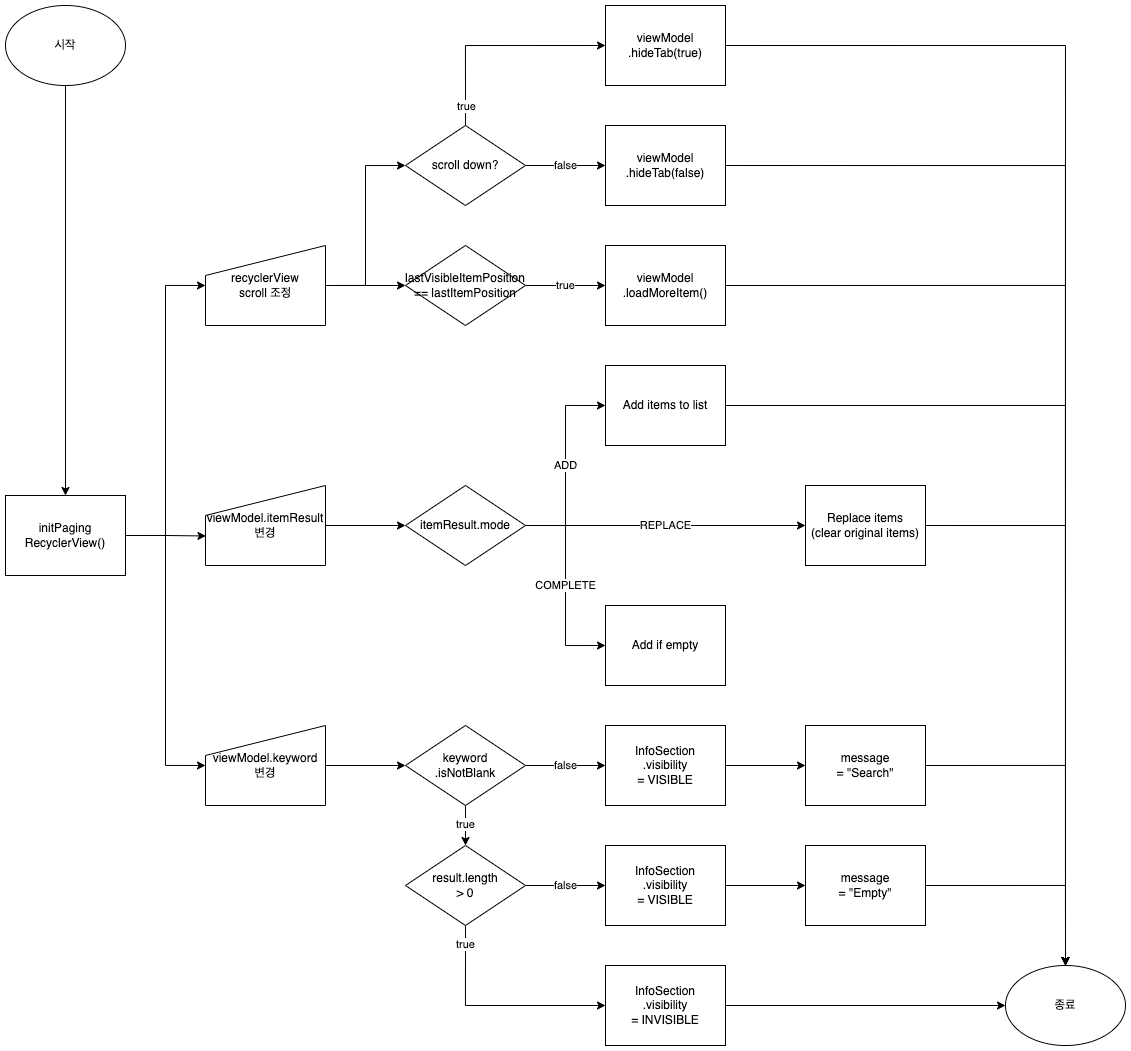 시작
viewModel
.hideTab(true)
true
scroll down?
false
viewModel
.hideTab(false)
recyclerView
scroll 조정
lastVisibleItemPosition
== lastItemPosition
true
viewModel
.loadMoreItem()
Add items to list
ADD
initPaging
RecyclerView()
viewModel.itemResult
변경
itemResult.mode
REPLACE
Replace items
(clear original items)
COMPLETE
Add if empty
viewModel.keyword
변경
keyword
.isNotBlank
false
InfoSection
.visibility
= VISIBLE
message
= "Search"
true
result.length
> 0
false
InfoSection
.visibility
= VISIBLE
message
= "Empty"
true
InfoSection
.visibility
= INVISIBLE
종료